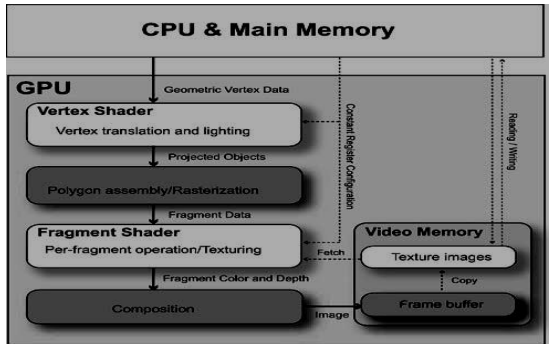 CPU & Main Memory
GPU
Geometric Vertex Data
Vertex Shader
Vertex translation and lighting
Constant Register Configuration
Reading / Writing
Projected Objects
Polygon assembly/Rasterization
Fragment Data
Fragment Shader
Per-fragment operation/Texturing
Video Memory
Fetch
Texture images
Fragment Color and Depth
Copy
Composition
Image
Frame buffer